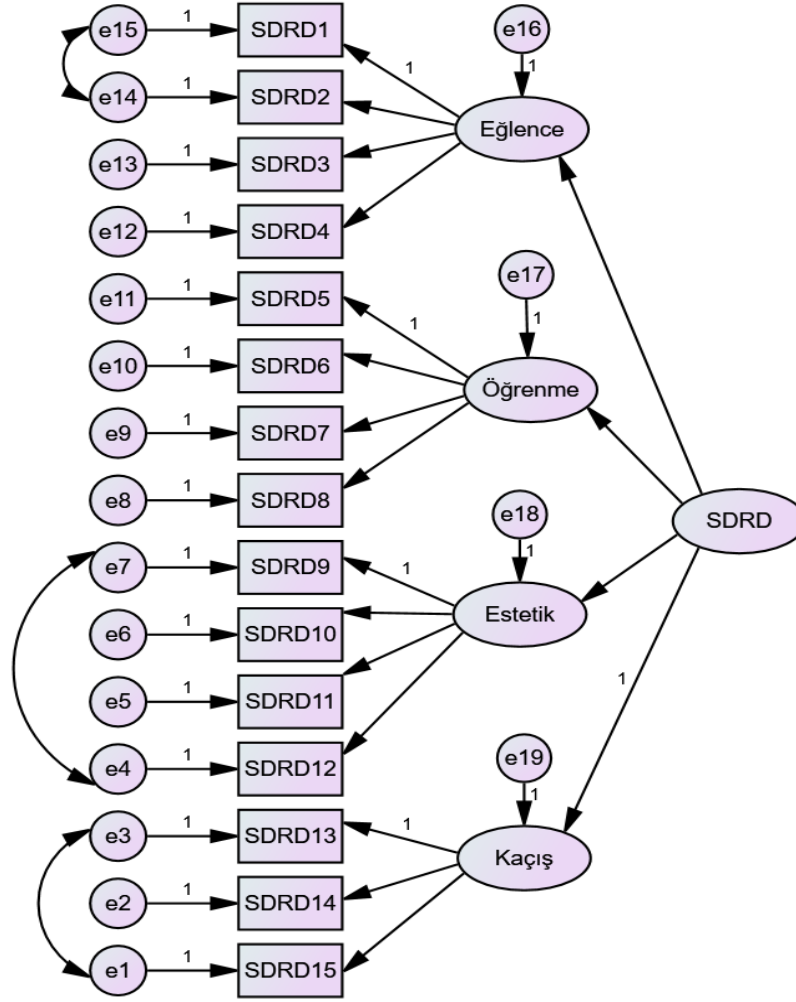 e15 1 SDRD1
e14 1 SDRD2
e13 1 SDRD3
e12 1 SDRD4
e11 1 SDRD5
e10 1 SDRD6
e9 1 SDRD7
e8 1 SDRD8
e7 1 SDRD9
e6 1 SDRD10
e5 1 SDRD11
e4 1 SDRD12
e3 1 SDRD13
e2 1 SDRD14
e1 1 SDRD15
1
1
1
1
e16
1
Eğlence
e17
1
Öğrenme
e18
1
Estetik
e19
1
Kaçış
1
SDRD